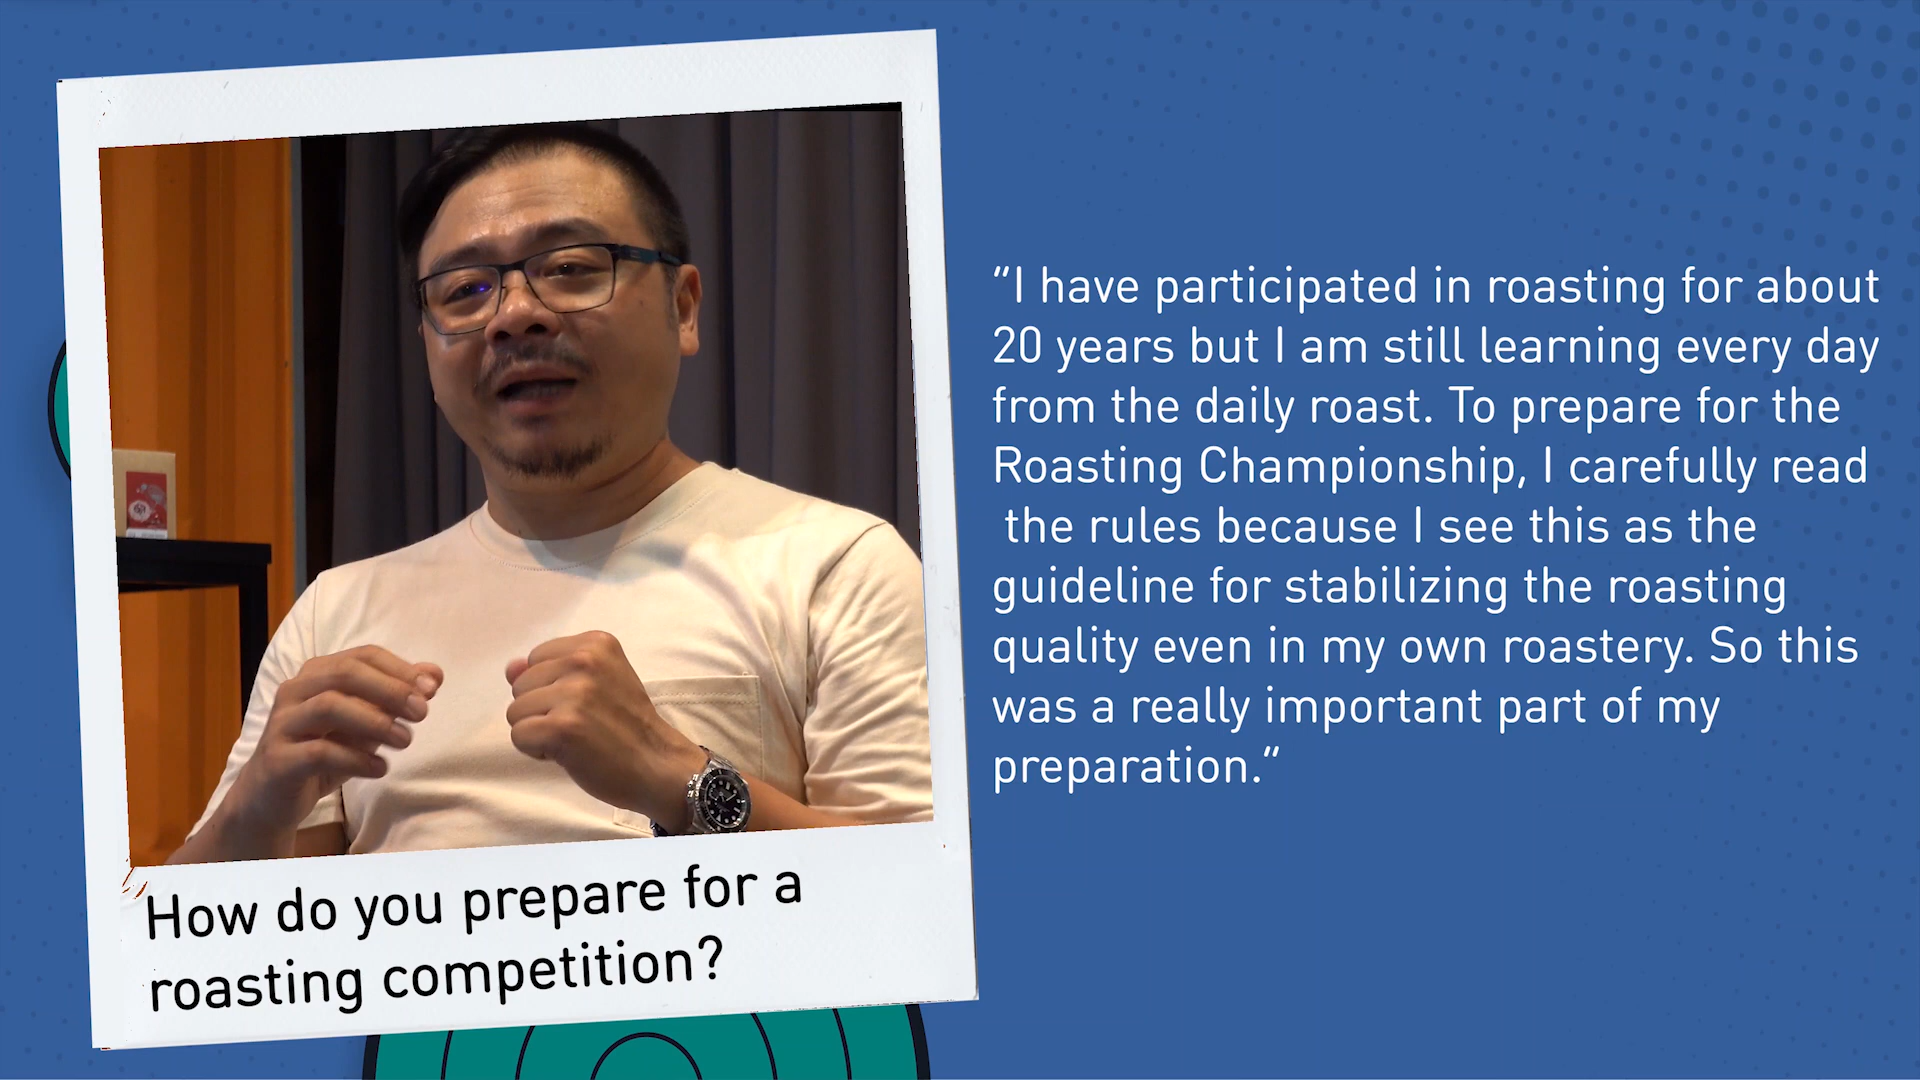 How do you prepare for a
roasting competition?
“I have participated in roasting for about
20 years but I am still learning every day
from the daily roast. To prepare for the
Roasting Championship, I carefully read
the rules because I see this as the
guideline for stabilizing the roasting
quality even in my own roastery. So this
was a really important part of my
preparation.”